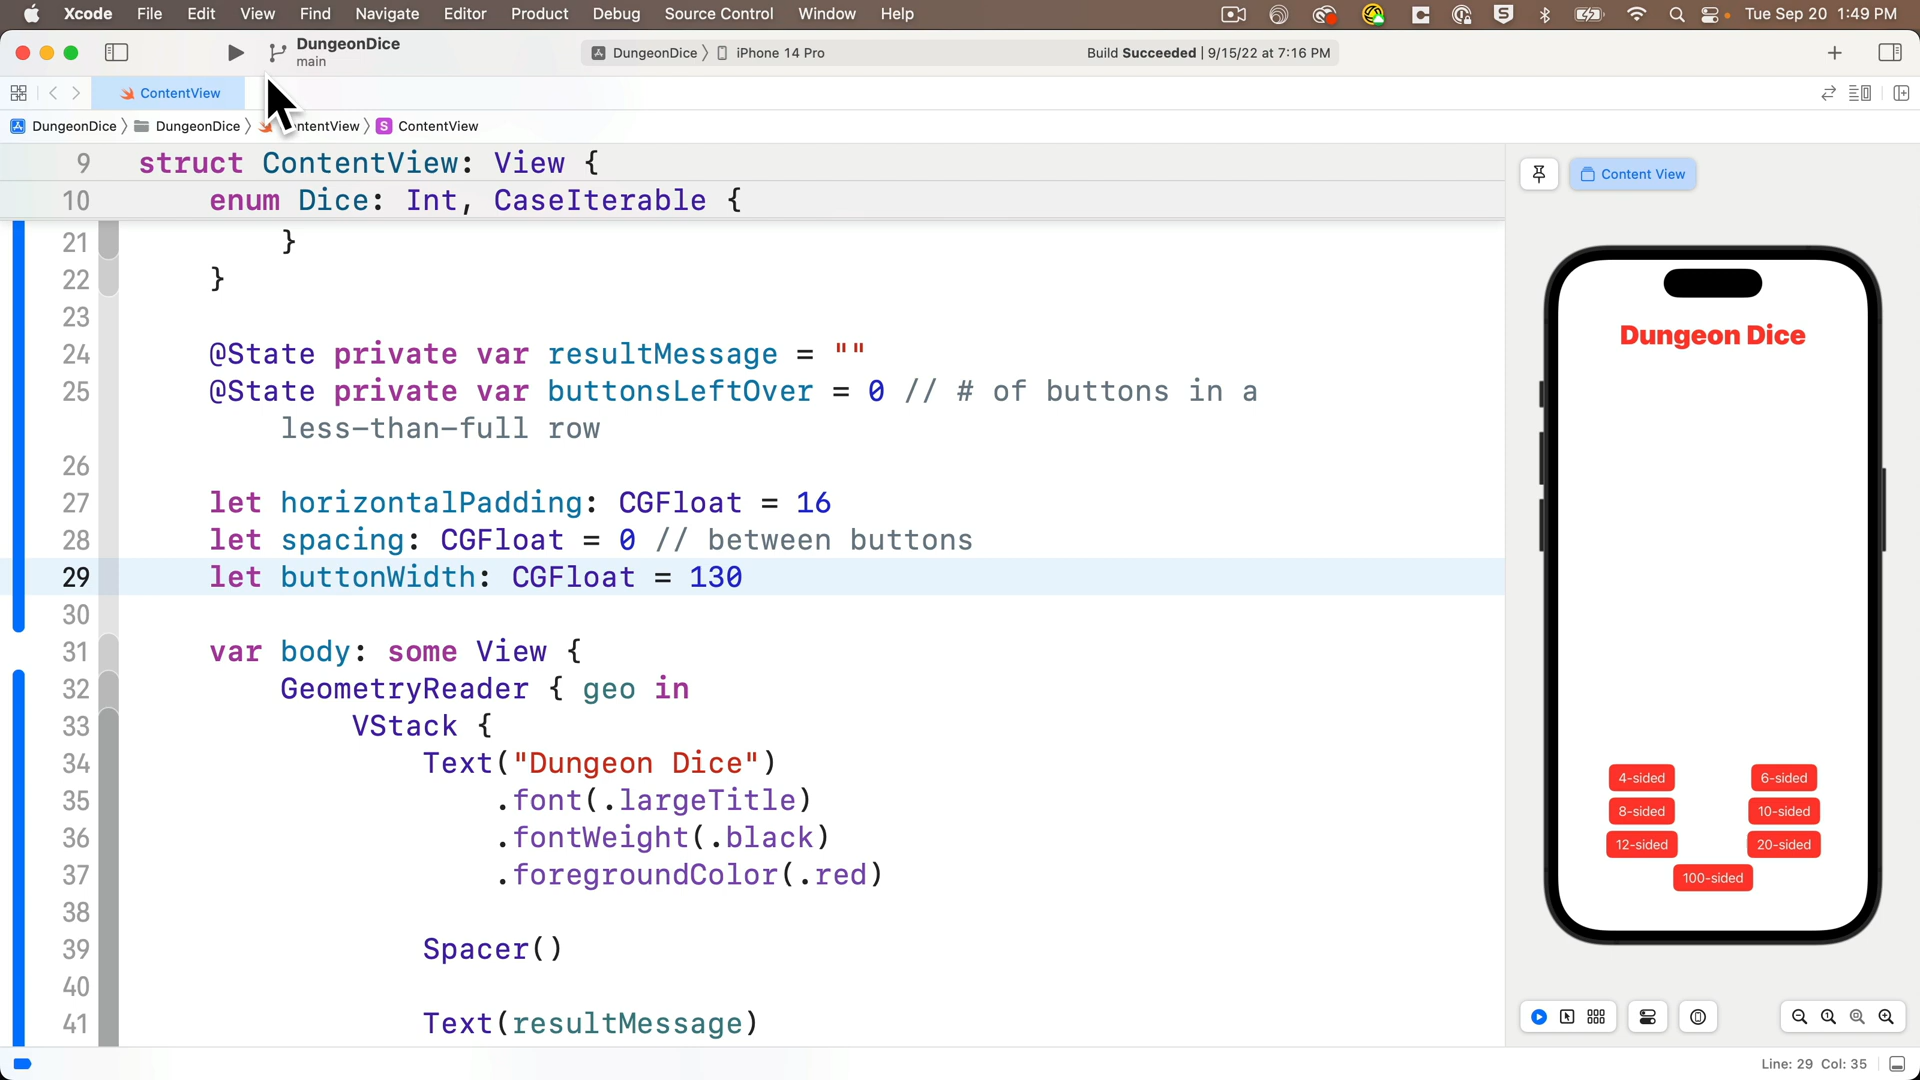 Xcode File Edit View Find Navigate Editor Product Debug Source Control Window Help Tue Sep 20 1:49 PM
DungeonDice
main
DungeonDice 〉 iPhone 14 Pro
Build Succeeded | 9/15/22 at 7:16 PM
ContentView
DungeonDice 〉 DungeonDice 〉 ntentView 〉 S ContentView
9 struct ContentView: View {
10 enum Dice: Int, CaseIterable {
21 }
22 }
23
24 @State private var resultMessage = ""
25 @State private var buttonsLeftOver = 0 // # of buttons in a
less-than-full row
26
27 let horizontalPadding: CGFloat = 16
28 let spacing: CGFloat = 0 // between buttons
29 let buttonWidth: CGFloat = 130
30
31 var body: some View {
32 GeometryReader { geo in
33 VStack {
34 Text("Dungeon Dice")
35 .font(.largeTitle)
36 .fontWeight(.black)
37 .foregroundColor(.red)
38
39 Spacer()
40
41 Text(resultMessage)
Content View
Dungeon Dice
4-sided 6-sided
8-sided 10-sided
12-sided 20-sided
100-sided
Line: 29 Col: 35